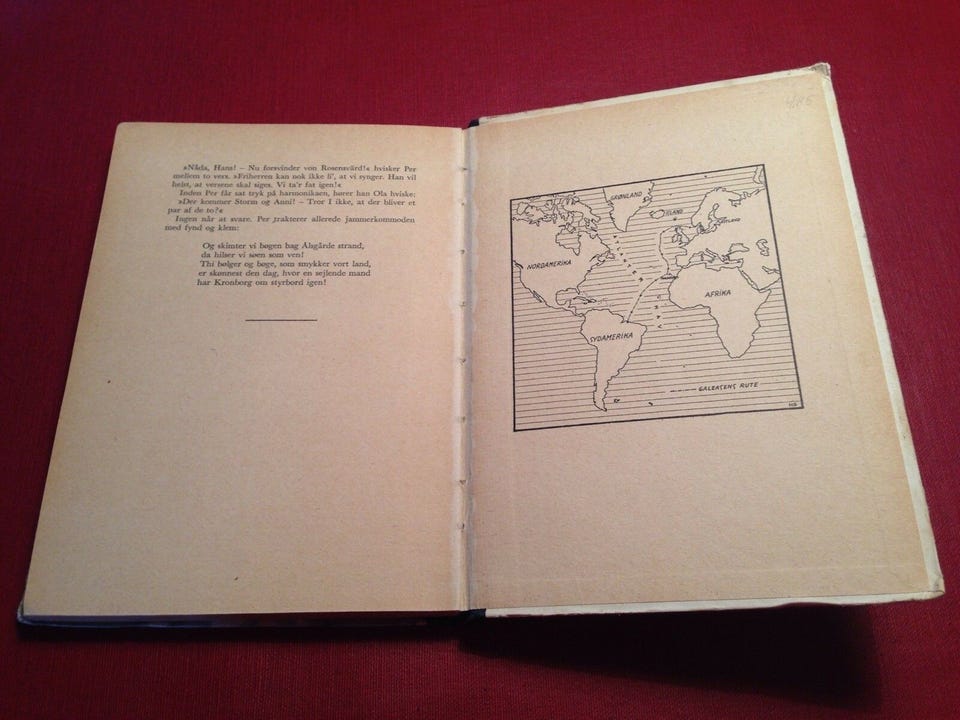 »Nåda, Hans! – Nu forsvinder von Rosensvärd!« hvisker Per
mellem to vers. »Friherren kan nok ikke li', at vi synger. Han vil
helst, at versene skal siges. Vi ta'r fat igen!«
Inden Per får sat tryk på harmonikaen, hører han Ola hviske:
»Der kommer Storm og Anni! – Tror I ikke, at der bliver et
par af de to?«
Ingen når at svare. Per trakterer allerede jammerkommoden
med fynd og klem:
Og skimter vi bøgen bag Ålsgårde strand,
da hilser vi søen som ven!
Thi bølger og bøge, som smykker vort land,
er skønnest den dag, hvor en sejlende mand
har Kronborg om styrbord igen!
GRØNLAND
ISLAND
NORDAMERIKA
ATLANTER
HAVET
AFRIKA
SYDAMERIKA
GALEASENS RUTE